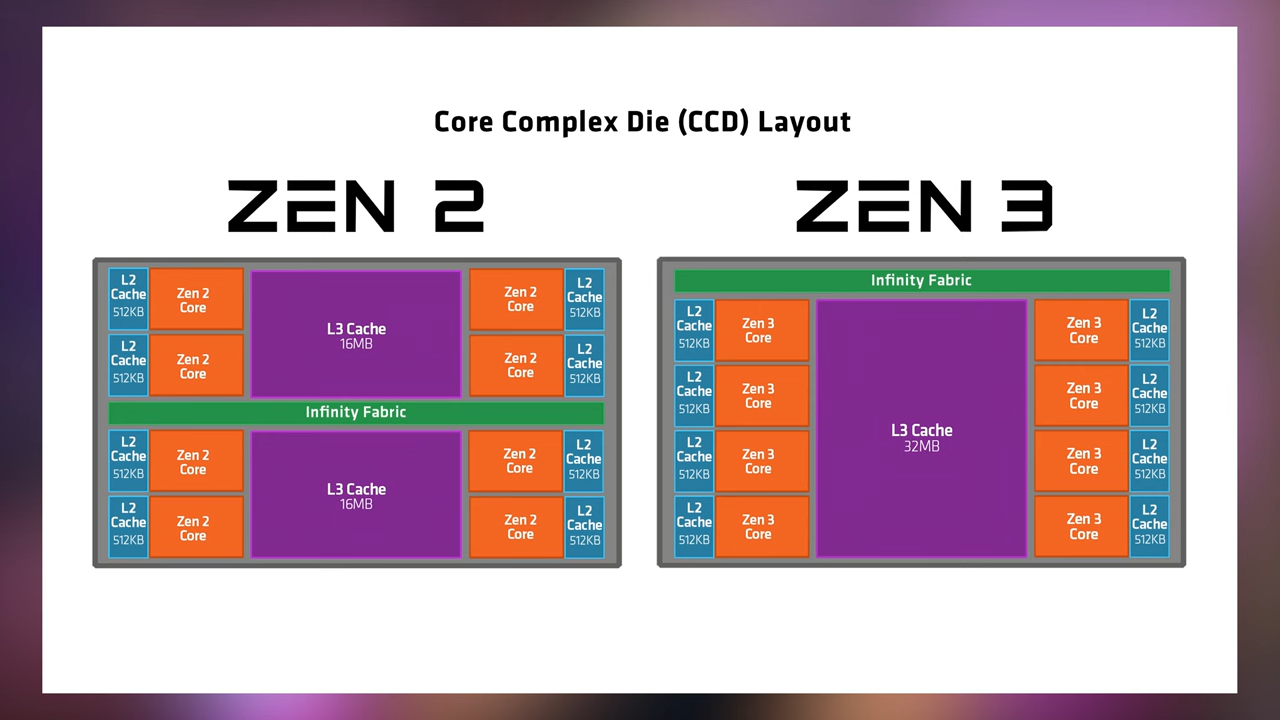 Core Complex Die (CCD) Layout
ZEN 2
L2
Cache
512KB
Zen 2
Core
L2
Cache
512KB
Zen 2
Core
L3 Cache
16MB
Zen 2
Core
L2
Cache
512KB
Zen 2
Core
L2
Cache
512KB
Infinity Fabric
L2
Cache
512KB
Zen 2
Core
L2
Cache
512KB
Zen 2
Core
L3 Cache
16MB
Zen 2
Core
L2
Cache
512KB
Zen 2
Core
L2
Cache
512KB
ZEN 3
Infinity Fabric
L2
Cache
512KB
Zen 3
Core
L2
Cache
512KB
Zen 3
Core
L2
Cache
512KB
Zen 3
Core
L2
Cache
512KB
Zen 3
Core
L3 Cache
32MB
Zen 3
Core
L2
Cache
512KB
Zen 3
Core
L2
Cache
512KB
Zen 3
Core
L2
Cache
512KB
Zen 3
Core
L2
Cache
512KB